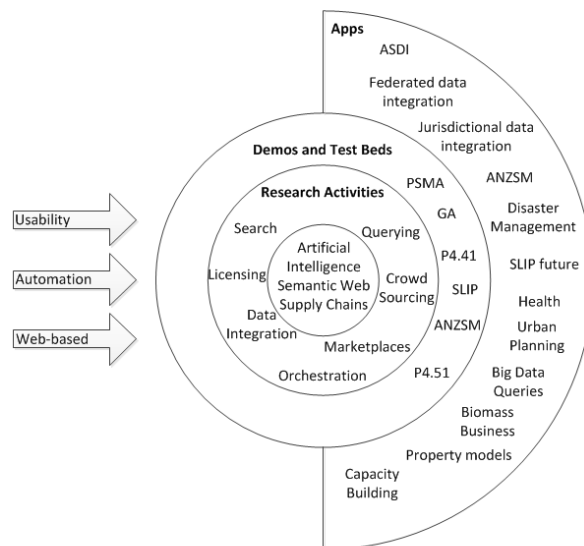 Apps
ASDI
Federated data
integration
Jurisdictional data
integration
ANZSM
Disaster
Management
SLIP future
Health
Urban
Planning
Big Data
Queries
Biomass
Business
Property models
Capacity
Building
Demos and Test Beds
PSMA
GA
P4.41
SLIP
ANZSM
P4.51
Research Activities
Search
Querying
Licensing
Crowd
Sourcing
Data
Integration
Marketplaces
Orchestration
Artificial
Intelligence
Semantic Web
Supply Chains
Usability
Automation
Web-based